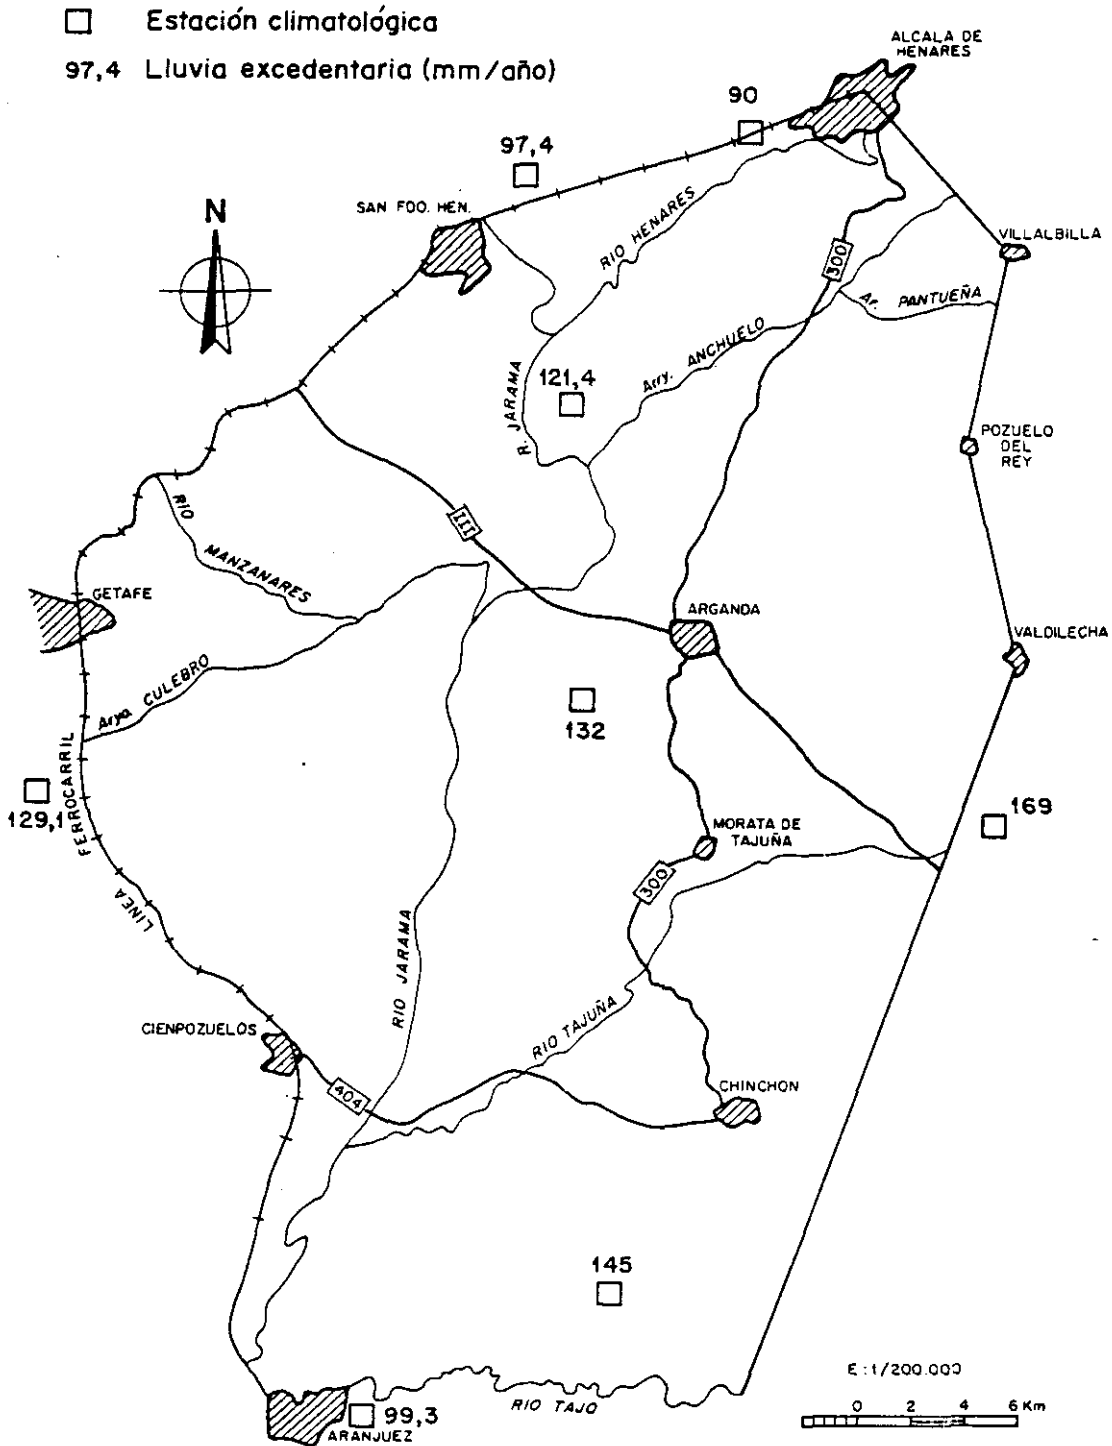 Estación climatológica
97,4 Lluvia excedentaria (mm/año)
ALCALA DE
HENARES
90
97,4
N
SAN FDO. HEN.
RIO HENARES
300
VILLALBILLA
Ar. PANTUEÑA
Arry. ANCHUELO
121,4
R. JARAMA
POZUELO
DEL
REY
III
RIO
MANZANARES
GETAFE
ARGANDA
VALDILECHA
Arya CULEBRO
132
129,1
169
MORATA DE
TAJUÑA
LINEA FERROCARRIL
300
RIO JARAMA
CIENPOZUELOS
RIO TAJUÑA
404
CHINCHON
145
E:1/200.000
RIO TAJO
0 2 4 6 Km
99,3
ARANJUEZ